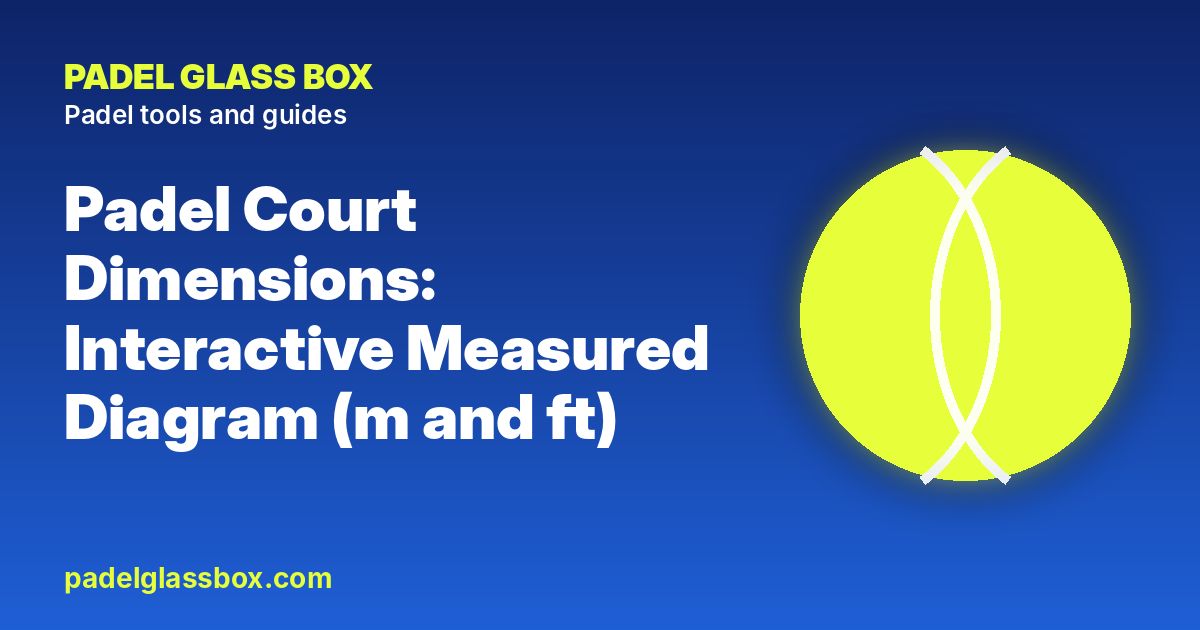 PADEL GLASS BOX
Padel tools and guides
Padel Court
Dimensions:
Interactive Measured
Diagram (m and ft)
padelglassbox.com